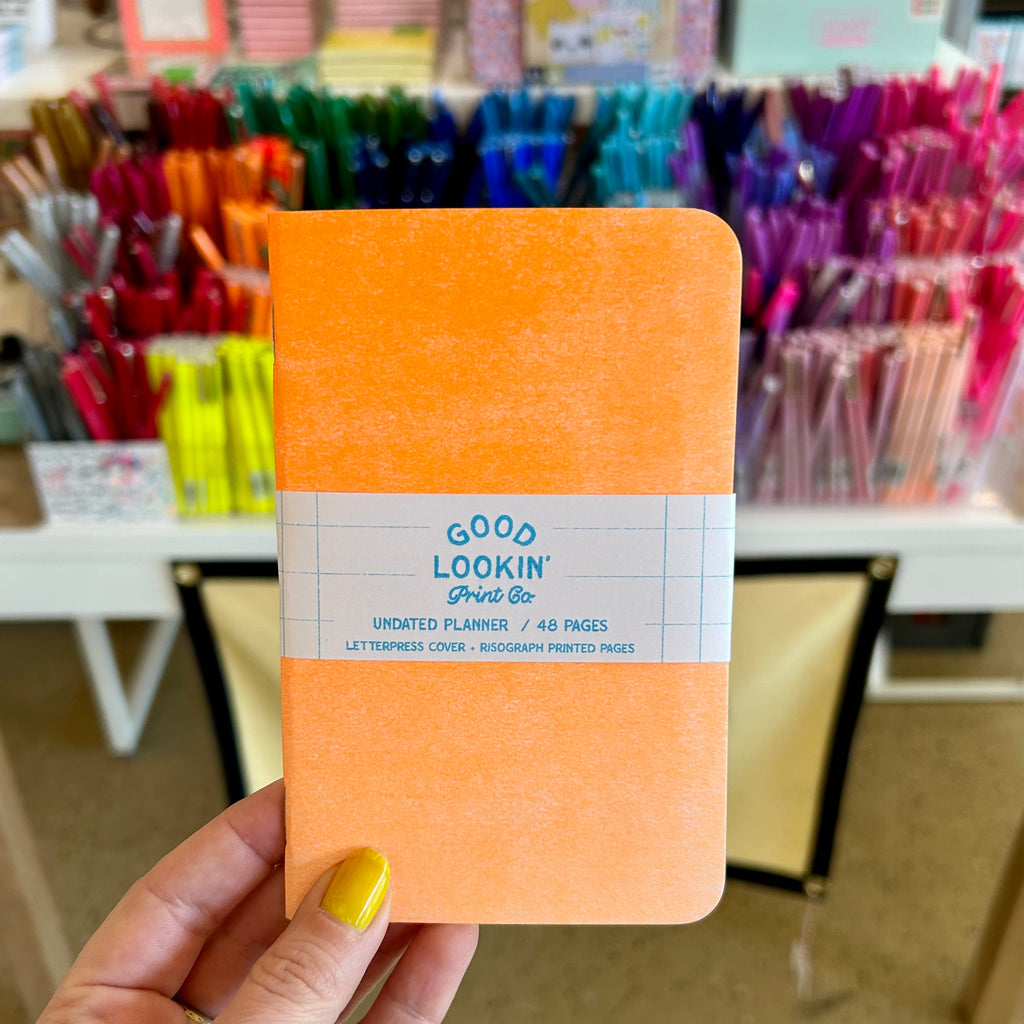 GOOD
LOOKIN'
Print Co.
UNDATED PLANNER / 48 PAGES
LETTERPRESS COVER + RISOGRAPH PRINTED PAGES